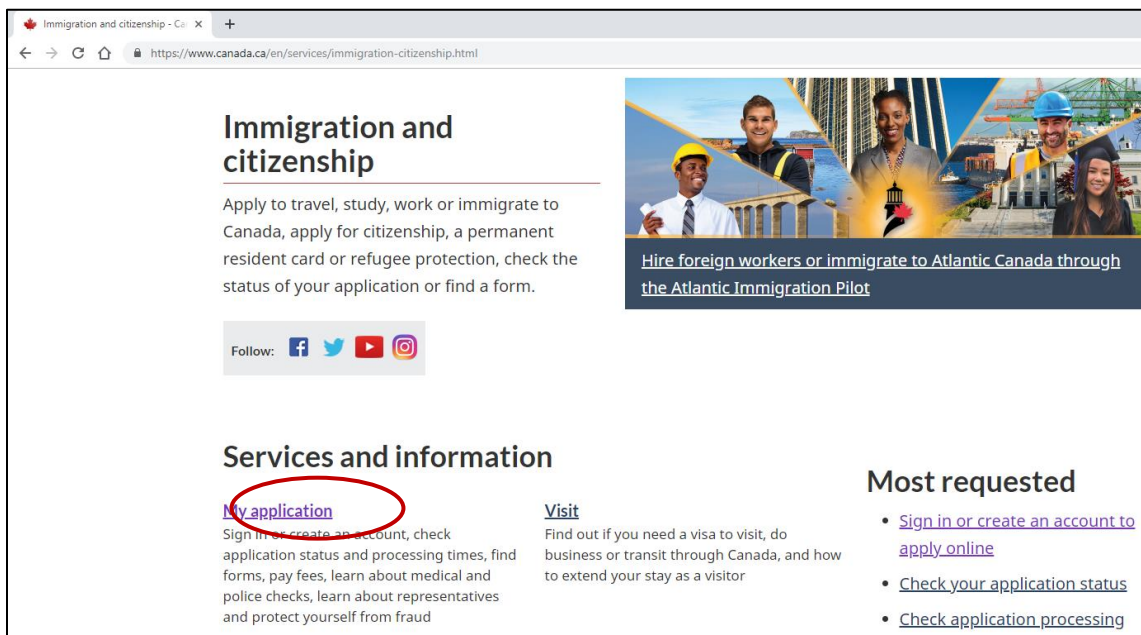 Immigration and citizenship - Ca
https://www.canada.ca/en/services/immigration-citizenship.html
Immigration and
citizenship
Apply to travel, study, work or immigrate to
Canada, apply for citizenship, a permanent
resident card or refugee protection, check the
status of your application or find a form.
Hire foreign workers or immigrate to Atlantic Canada through
the Atlantic Immigration Pilot
Follow:
Services and information
My application
Sign in or create an account, check
application status and processing times, find
forms, pay fees, learn about medical and
police checks, learn about representatives
and protect yourself from fraud
Visit
Find out if you need a visa to visit, do
business or transit through Canada, and how
to extend your stay as a visitor
Most requested
Sign in or create an account to
apply online
Check your application status
Check application processing